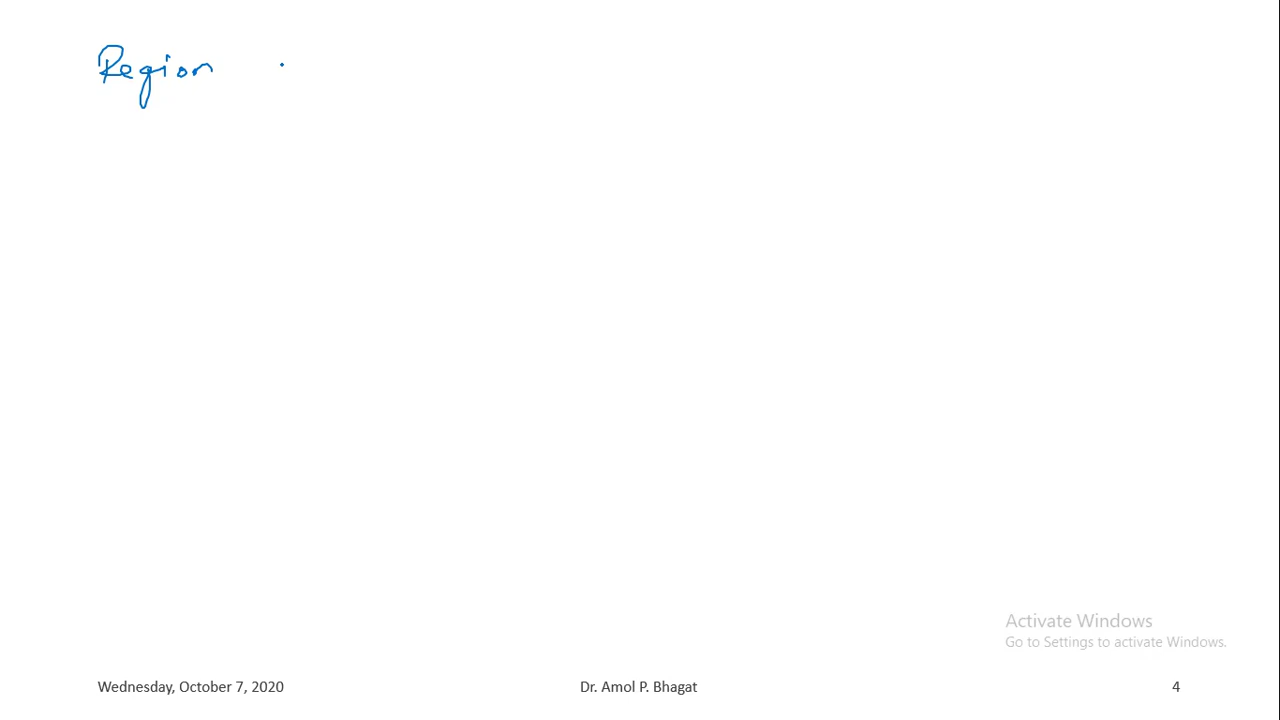 Region
Activate Windows
Go to Settings to activate Windows.
Wednesday, October 7, 2020
Dr. Amol P. Bhagat
4